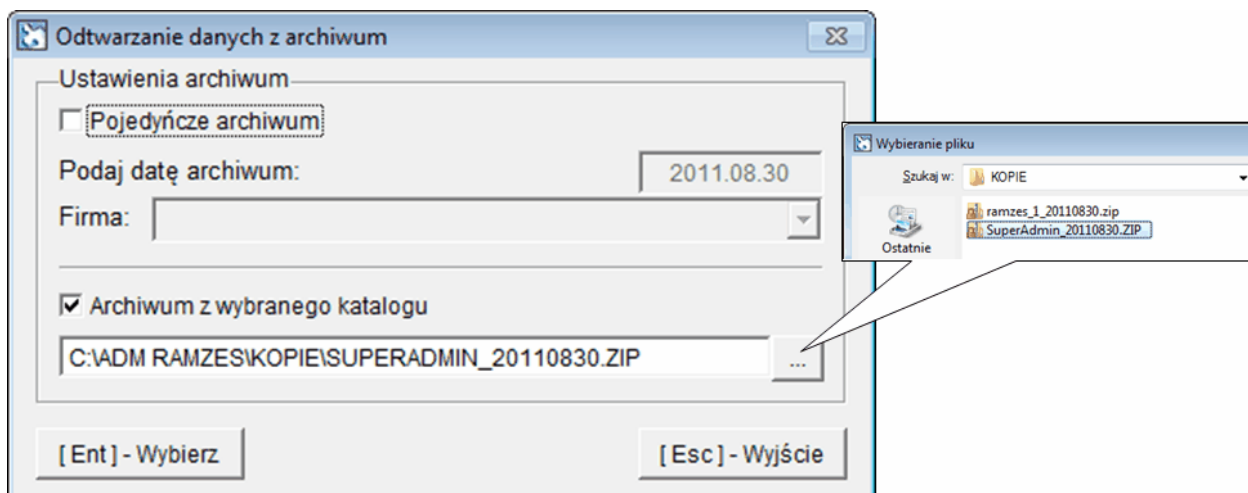 Odtwarzanie danych z archiwum
Ustawienia archiwum
Pojedyńcze archiwum
Podaj datę archiwum:
2011.08.30
Firma:
Archiwum z wybranego katalogu
C:\ADM RAMZES\KOPIE\SUPERADMIN_20110830.ZIP
...
[ Ent ] - Wybierz
[ Esc ] - Wyjście
Wybieranie pliku
Szukaj w:
KOPIE
ramzes_1_20110830.zip
SuperAdmin_20110830.ZIP
Ostatnie